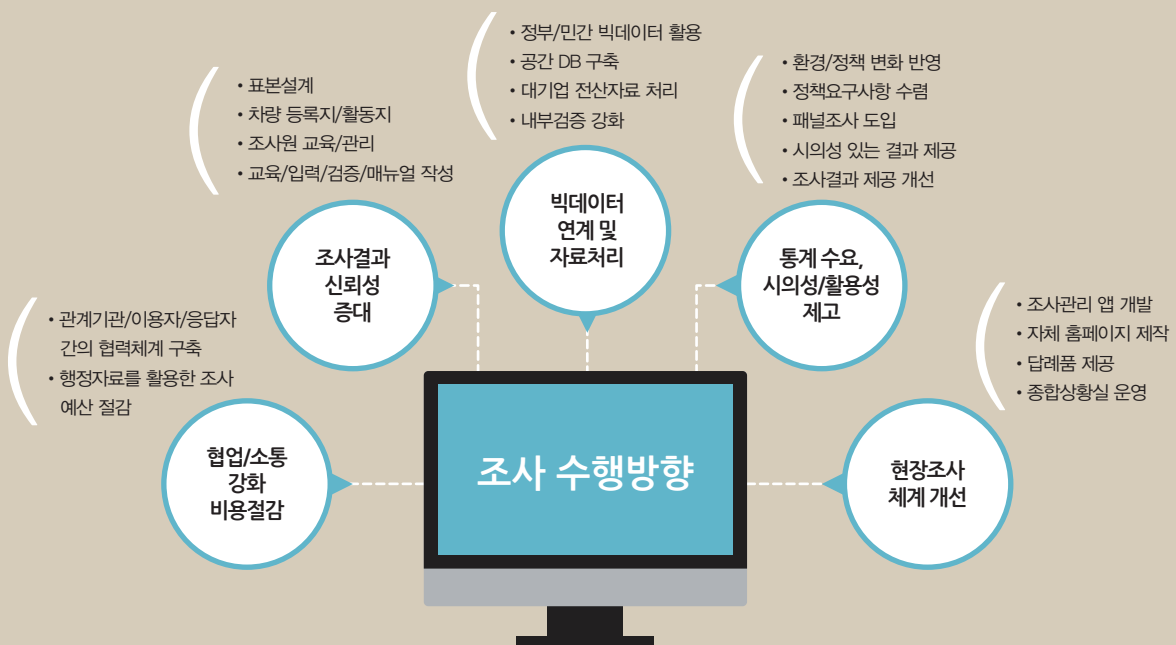 • 관계기관/이용자/응답자
간의 협력체계 구축
• 행정자료를 활용한 조사
예산 절감
협업/소통
강화
비용절감
• 표본설계
• 차량 등록지/활동지
• 조사원 교육/관리
• 교육/입력/검증/매뉴얼 작성
조사결과
신뢰성
증대
• 정부/민간 빅데이터 활용
• 공간 DB 구축
• 대기업 전산자료 처리
• 내부검증 강화
빅데이터
연계 및
자료처리
• 환경/정책 변화 반영
• 정책요구사항 수렴
• 패널조사 도입
• 시의성 있는 결과 제공
• 조사결과 제공 개선
통계 수요,
시의성/활용성
제고
• 조사관리 앱 개발
• 자체 홈페이지 제작
• 답례품 제공
• 종합상황실 운영
현장조사
체계 개선
조사 수행방향